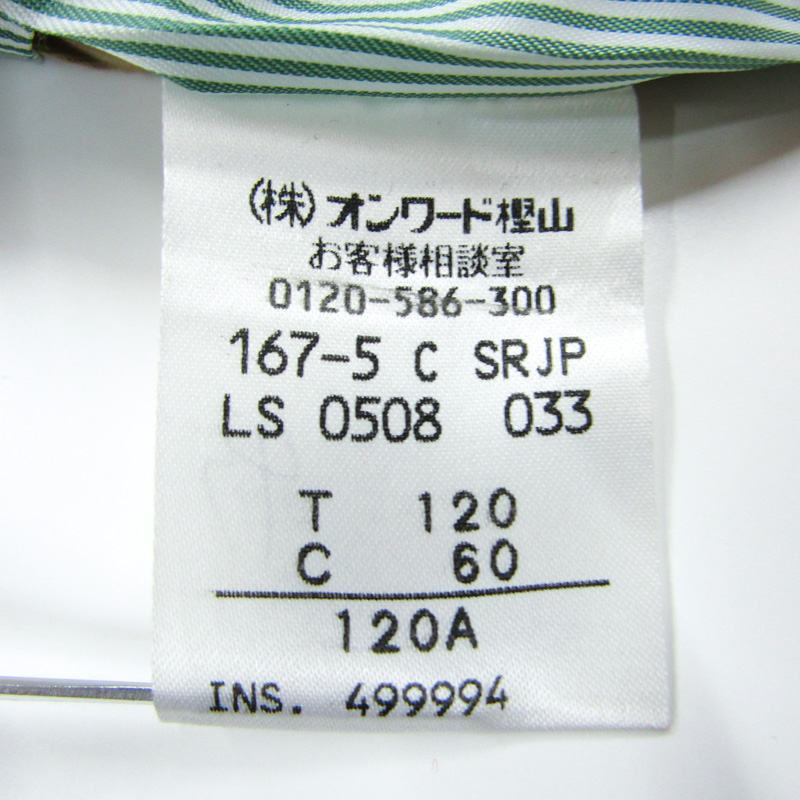 (株)オンワード樫山
お客様相談室
0120-586-300
167-5 C SRJP
LS 0508 033
T 120
C 60
120A
INS. 499994